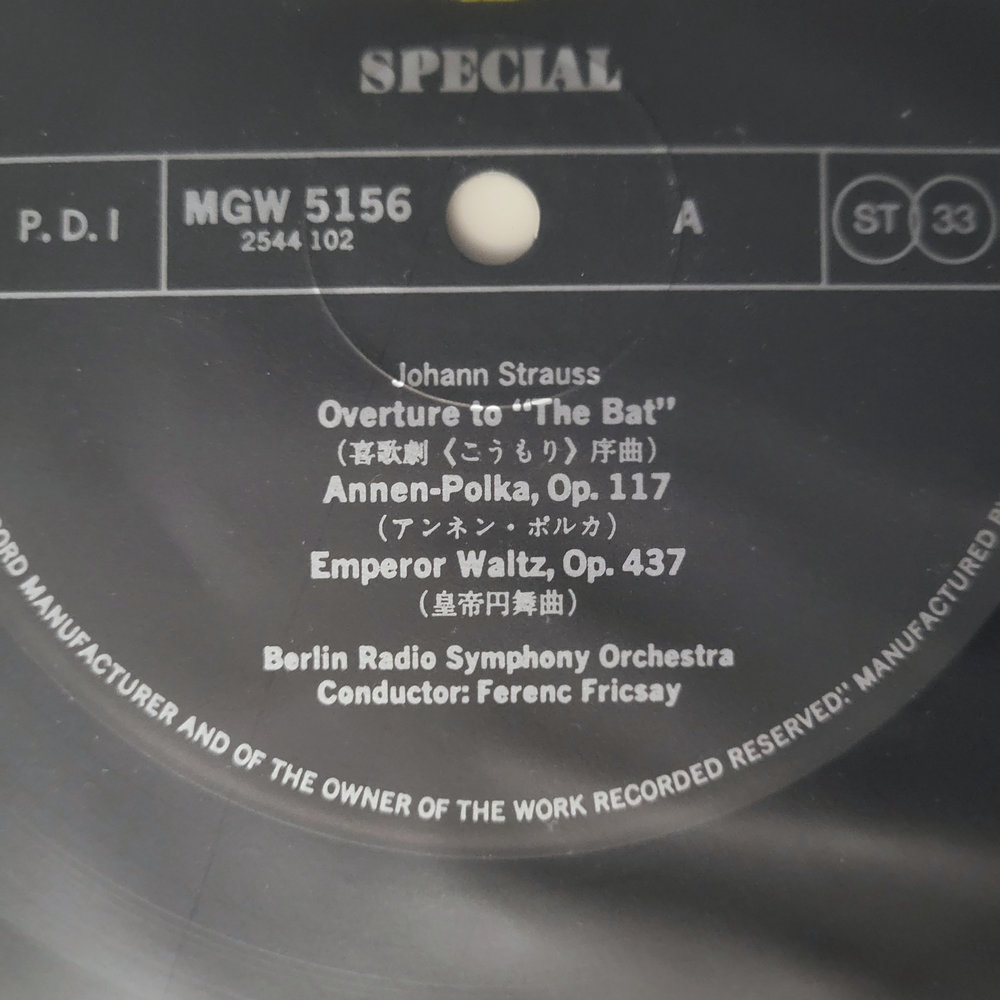 SPECIAL
P.D.I
MGW 5156
2544 102
A
ST 33
Johann Strauss
Overture to “The Bat”
(喜歌劇《こうもり》序曲)
Annen-Polka, Op. 117
(アンネン・ポルカ)
Emperor Waltz, Op. 437
(皇帝円舞曲)
Berlin Radio Symphony Orchestra
Conductor: Ferenc Fricsay
MANUFACTURER AND OF THE OWNER OF THE WORK RECORDED RESERVED." MANUFACTURED